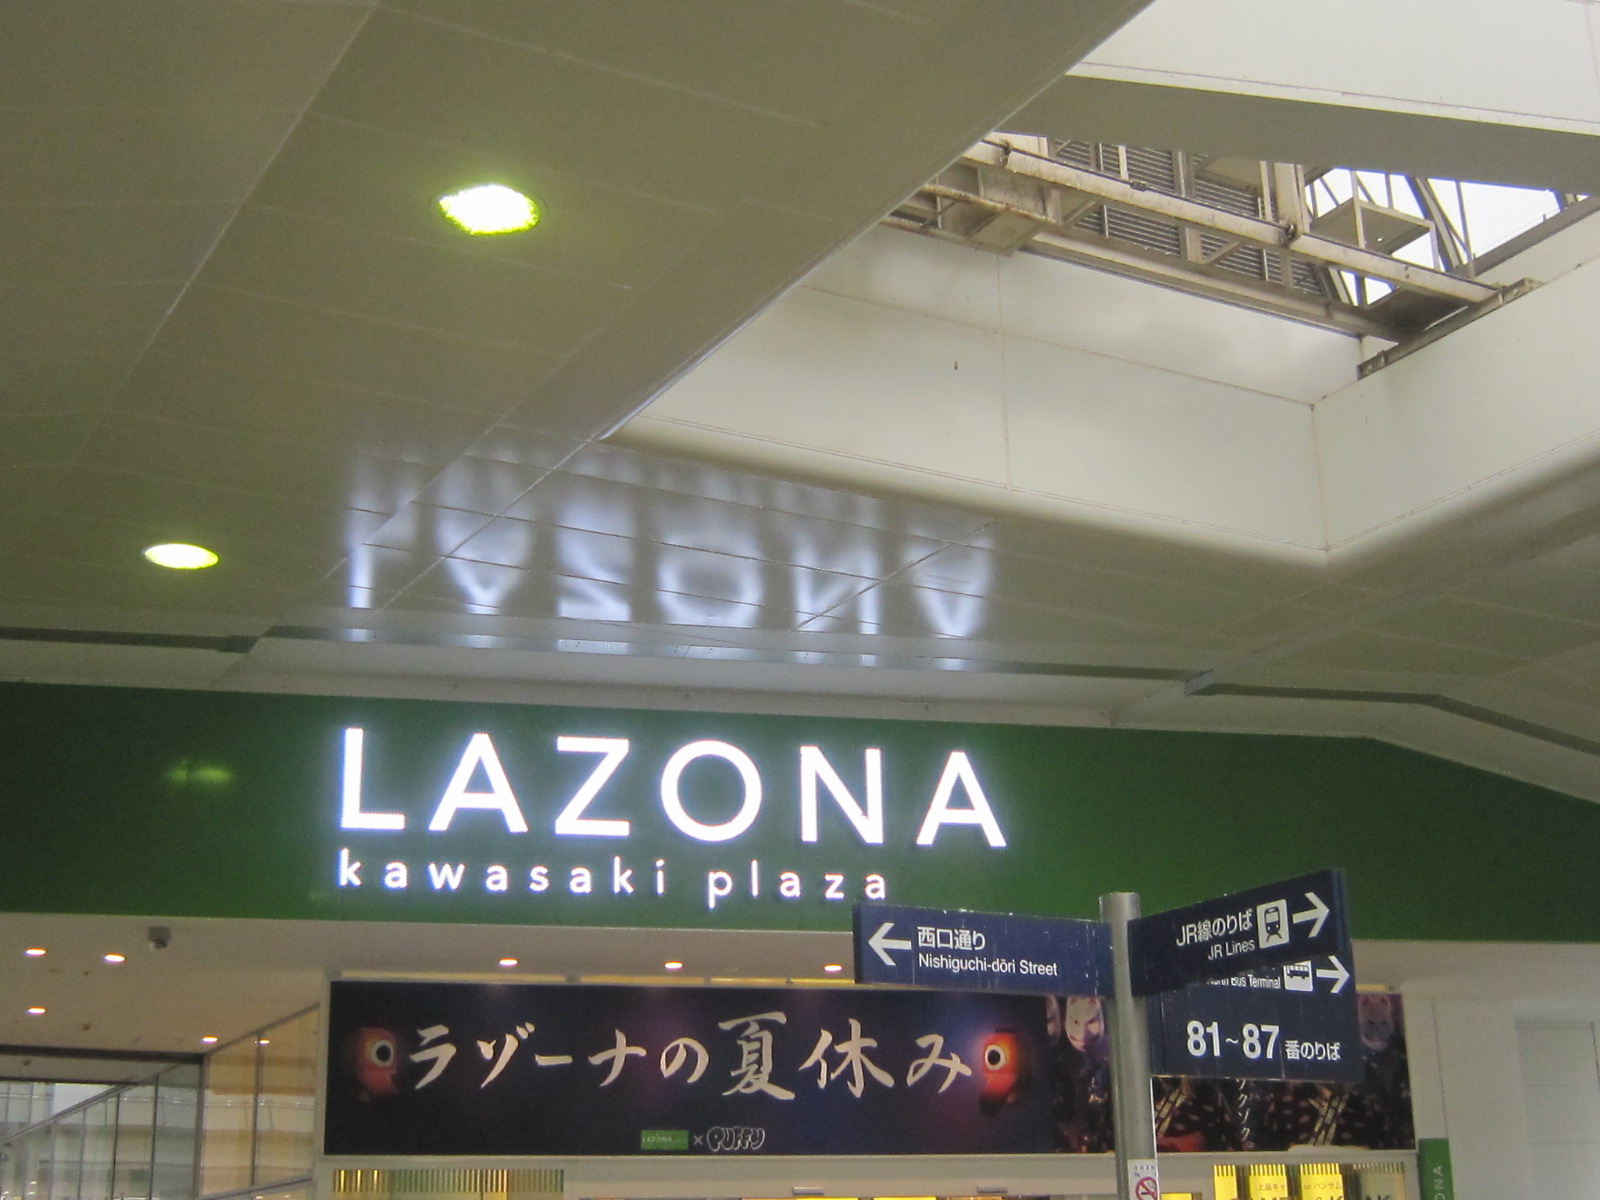 LAZONA
kawasaki plaza
西口通り
Nishiguchi-dōri Street
JR線のりば
JR Lines
Bus Terminal
81~87番のりば
ラゾーナの夏休み
LAZONA × PUFFY